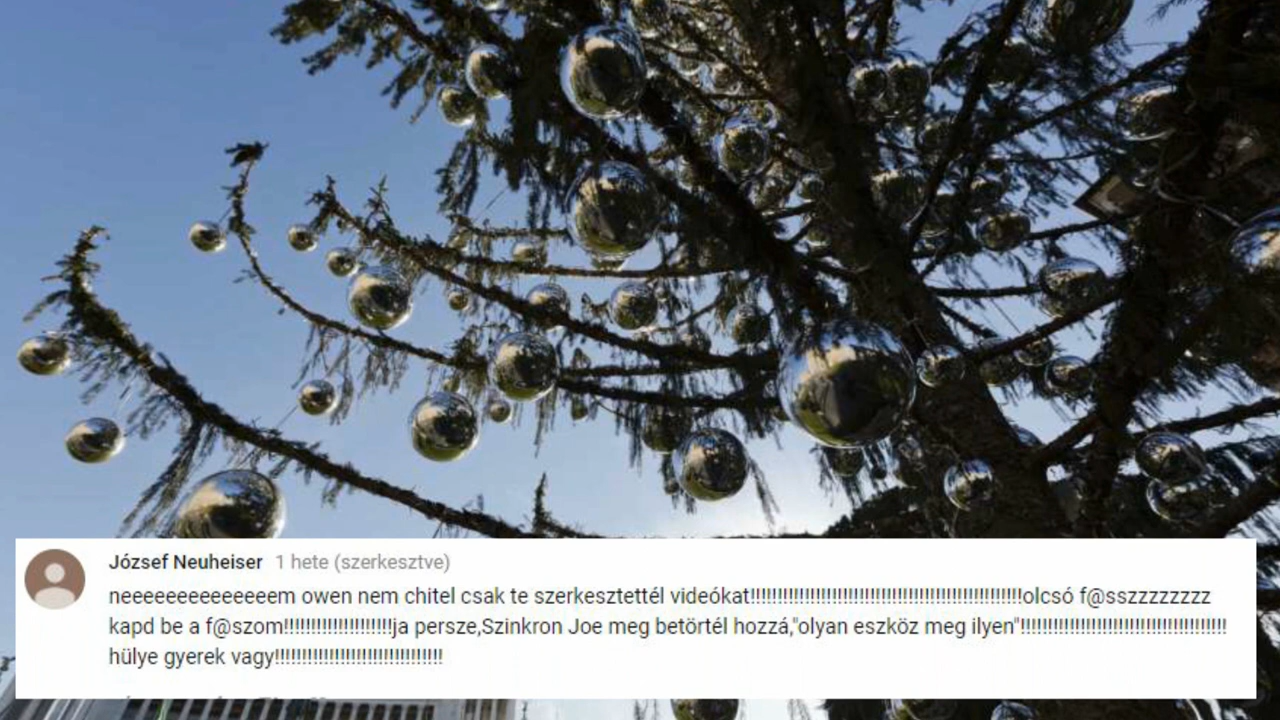 József Neuheiser 1 hete (szerkesztve)
neeeeeeeeeeeeeem owen nem chitel csak te szerkesztettél videókat!!!!!!!!!!!!!!!!!!!!!!!!!!!!!!!!!!!!!!!!!!!!!!!!!!olcsó f@sszzzzzzzz
kapd be a f@szom!!!!!!!!!!!!!!!!!!!!ja persze,Szinkron Joe meg betörtél hozzá,"olyan eszköz meg ilyen"!!!!!!!!!!!!!!!!!!!!!!!!!!!!!!!!!!!!!!
hülye gyerek vagy!!!!!!!!!!!!!!!!!!!!!!!!!!!!!!!